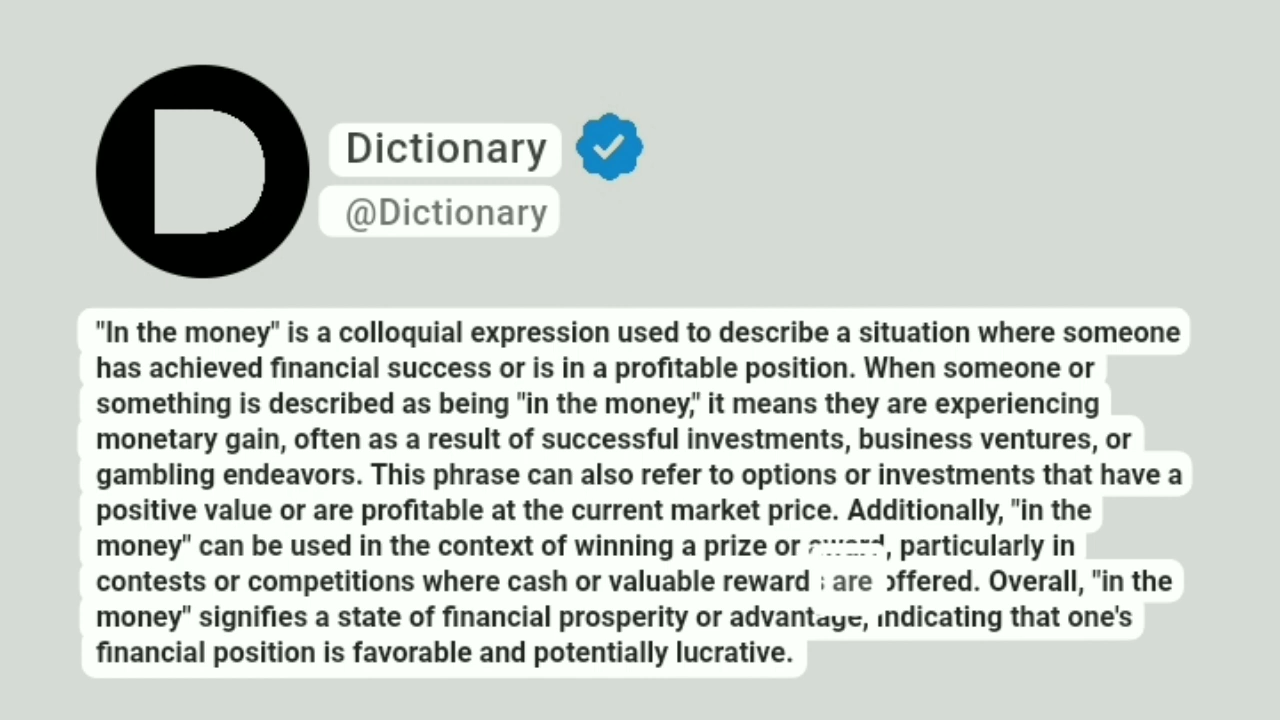 D
Dictionary
@Dictionary
"In the money" is a colloquial expression used to describe a situation where someone
has achieved financial success or is in a profitable position. When someone or
something is described as being "in the money," it means they are experiencing
monetary gain, often as a result of successful investments, business ventures, or
gambling endeavors. This phrase can also refer to options or investments that have a
positive value or are profitable at the current market price. Additionally, "in the
money" can be used in the context of winning a prize or award, particularly in
contests or competitions where cash or valuable rewards are offered. Overall, "in the
money" signifies a state of financial prosperity or advantage, indicating that one's
financial position is favorable and potentially lucrative.